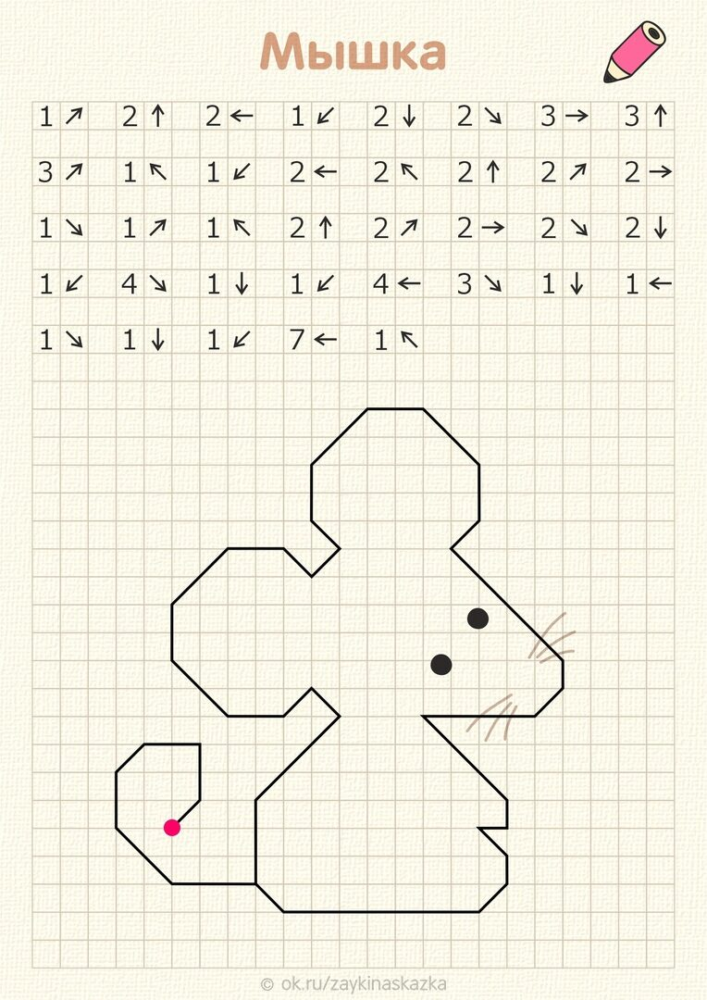 Мышка
1 ↗ 2 ↑ 2 ← 1 ↙ 2 ↓ 2 ↘ 3 → 3 ↑
3 ↗ 1 ↖ 1 ↙ 2 ← 2 ↖ 2 ↑ 2 ↗ 2 →
1 ↘ 1 ↗ 1 ↖ 2 ↑ 2 ↗ 2 → 2 ↘ 2 ↓
1 ↙ 4 ↘ 1 ↓ 1 ↙ 4 ← 3 ↘ 1 ↓ 1 ←
1 ↘ 1 ↓ 1 ↙ 7 ← 1 ↖
© ok.ru/zaykinaskazka